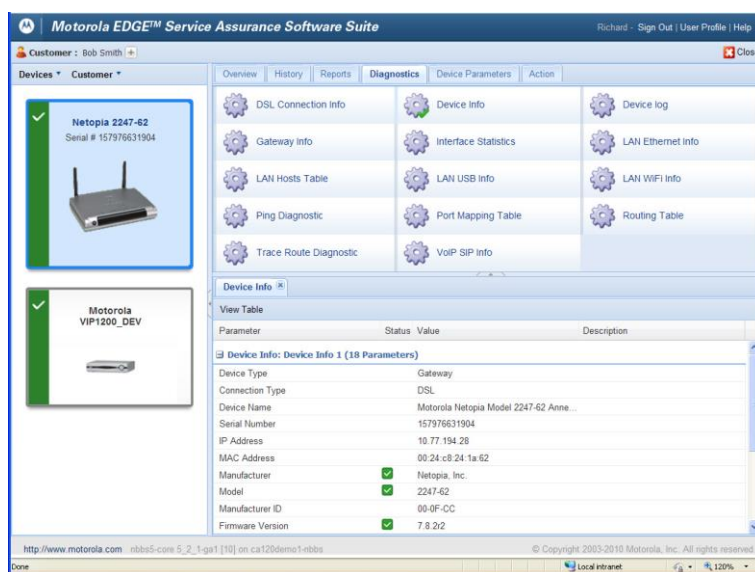 Motorola EDGE™ Service Assurance Software Suite
Richard - Sign Out | User Profile | Help
Customer : Bob Smith +
Clos
Devices Customer
Overview History Reports Diagnostics Device Parameters Action
Netopia 2247-62
Serial # 157976631904
Motorola
VIP1200_DEV
DSL Connection Info Device Info Device log
Gateway Info Interface Statistics LAN Ethernet Info
LAN Hosts Table LAN USB Info LAN WiFi Info
Ping Diagnostic Port Mapping Table Routing Table
Trace Route Diagnostic VoIP SIP Info
Device Info
View Table
Parameter Status Value Description
Device Info: Device Info 1 (18 Parameters)
Device Type Gateway
Connection Type DSL
Device Name Motorola Netopia Model 2247-62 Anne...
Serial Number 157976631904
IP Address 10.77.194.28
MAC Address 00:24:c8:24:1a:62
Manufacturer Netopia, Inc.
Model 2247-62
Manufacturer ID 00-0F-CC
Firmware Version 7.8.2r2
http://www.motorola.com nbbs5-core 5_2_1-ga1 [10] on ca120demo1-nbbs © Copyright 2003-2010 Motorola, Inc. All rights reserved
Done Local intranet 120%